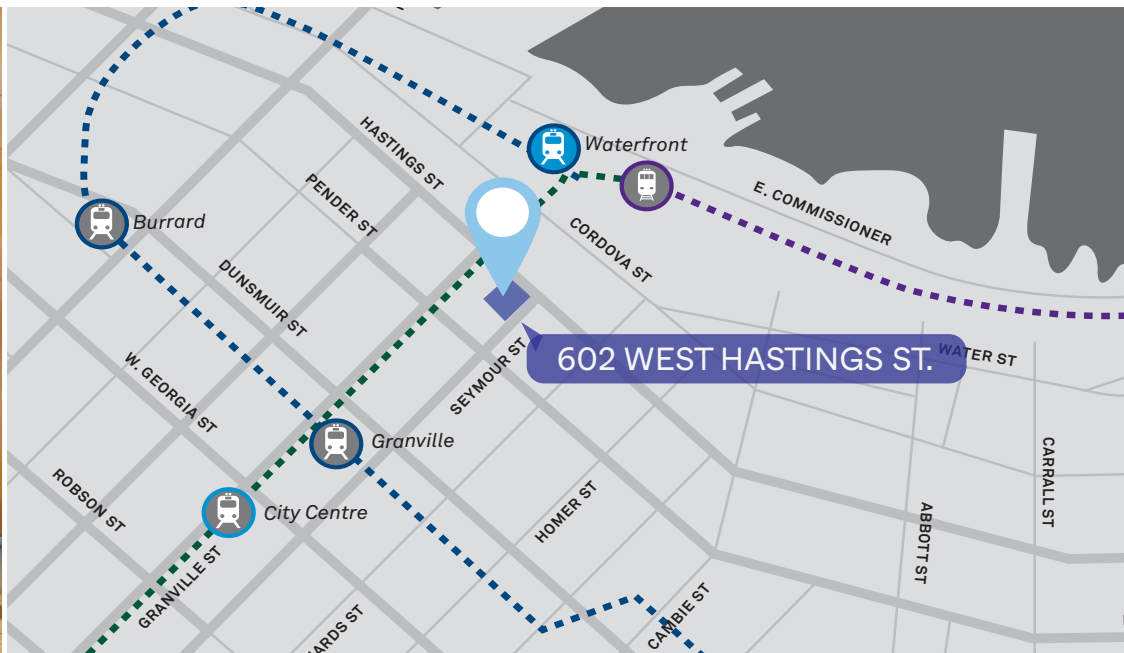 HASTINGS ST
Waterfront
PENDER ST
E. COMMISSIONER
Burrard
CORDOVA ST
DUNSMUIR ST
602 WEST HASTINGS ST.
WATER ST
W. GEORGIA ST
SEYMOUR ST
Granville
CARRALL ST
ROBSON ST
City Centre
HOMER ST
ABBOTT ST
GRANVILLE ST
CAMBIE ST